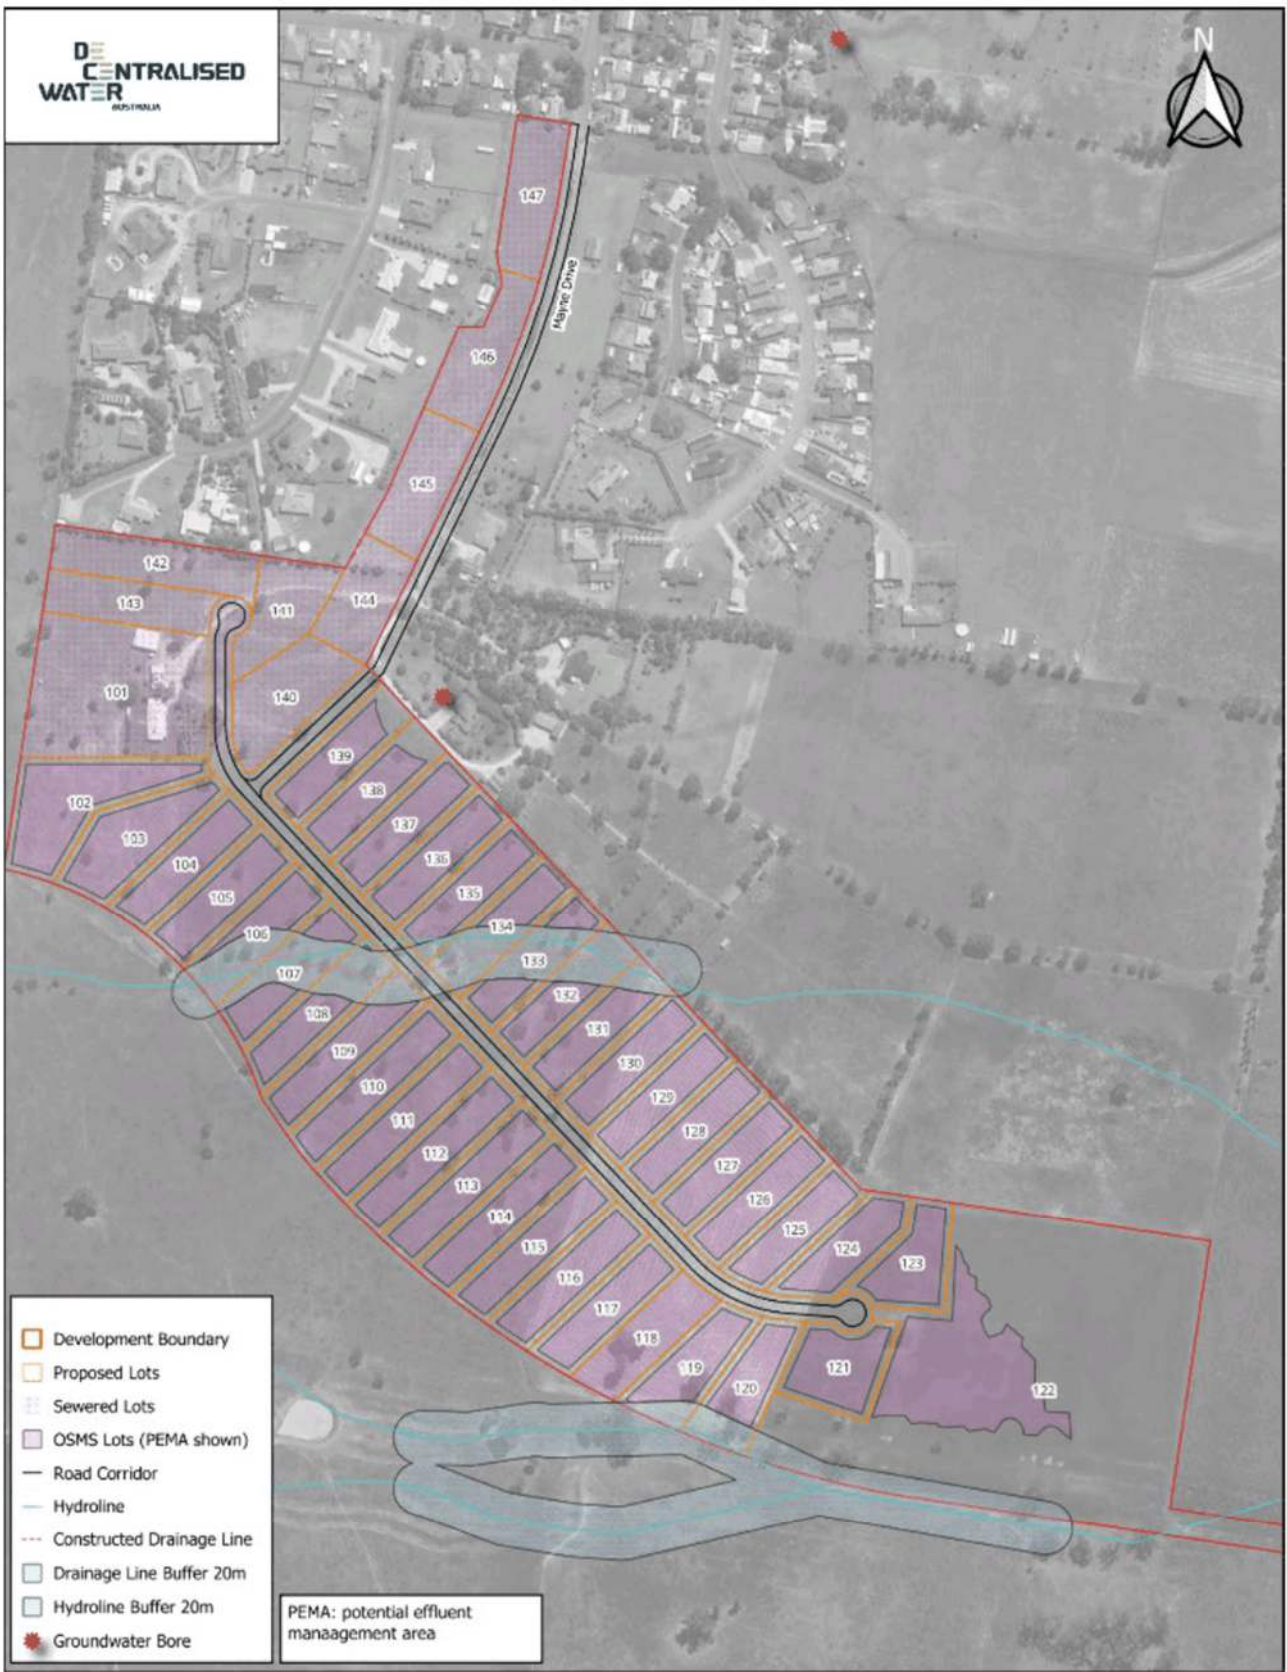 DE
CENTRALISED
WATER
AUSTRALIA
N
147
Mayne Drive
146
145
142
143
141
144
101
140
139
102
138
103
137
104
136
105
135
106
134
107
133
108
132
109
131
110
130
111
129
112
128
113
127
114
126
115
125
116
124
117
123
118
119
121
120
122
Development Boundary
Proposed Lots
Sewered Lots
OSMS Lots (PEMA shown)
Road Corridor
Hydroline
Constructed Drainage Line
Drainage Line Buffer 20m
Hydroline Buffer 20m
Groundwater Bore
PEMA: potential effluent
manaagement area